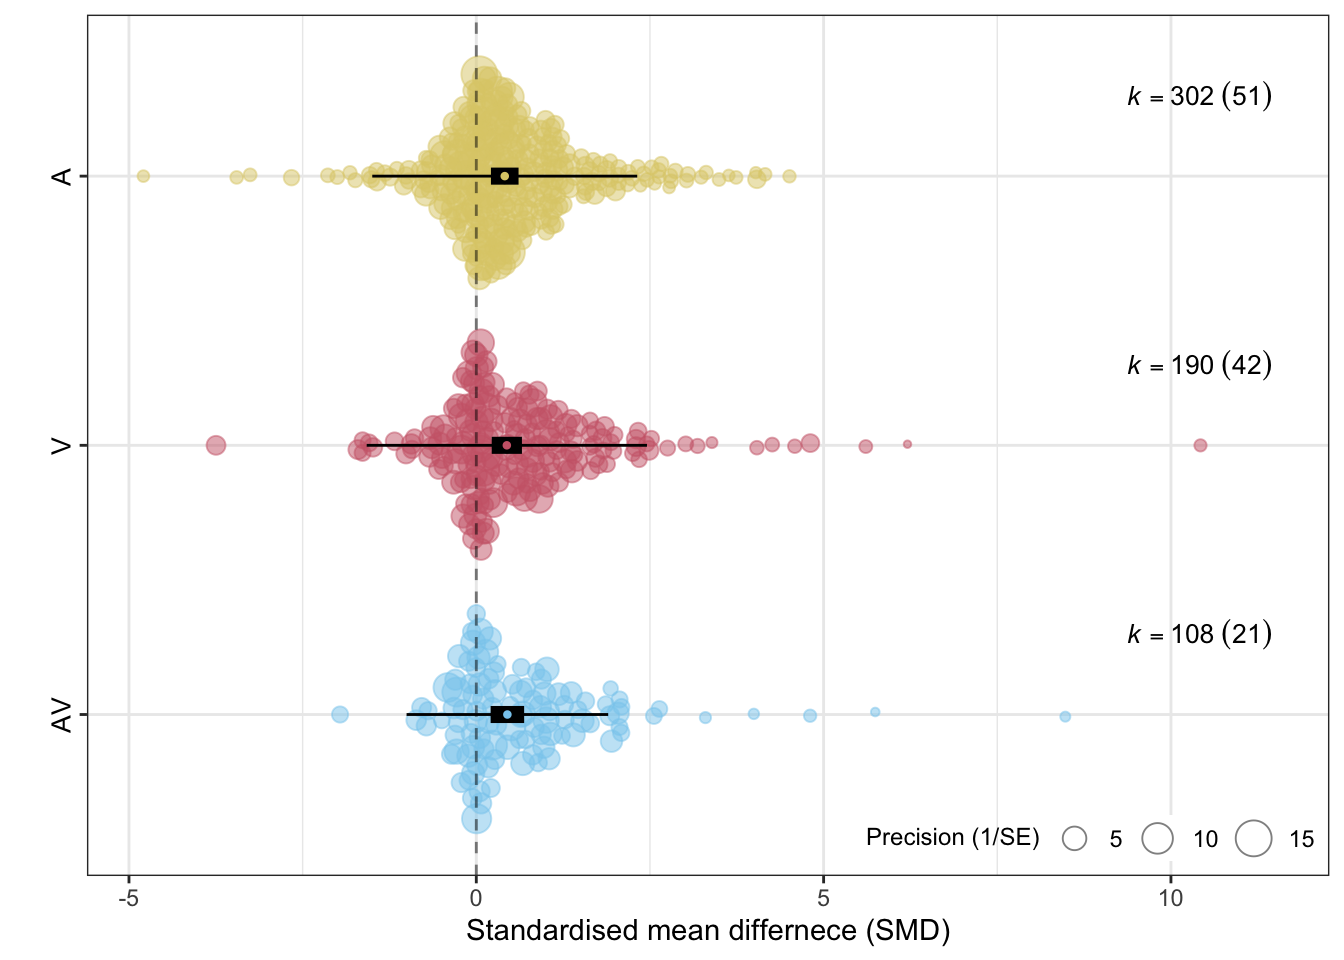 k = 302 (51)
A
k = 190 (42)
V
k = 108 (21)
AV
Precision (1/SE) 5 10 15
-5 0 5 10
Standardised mean differnece (SMD)